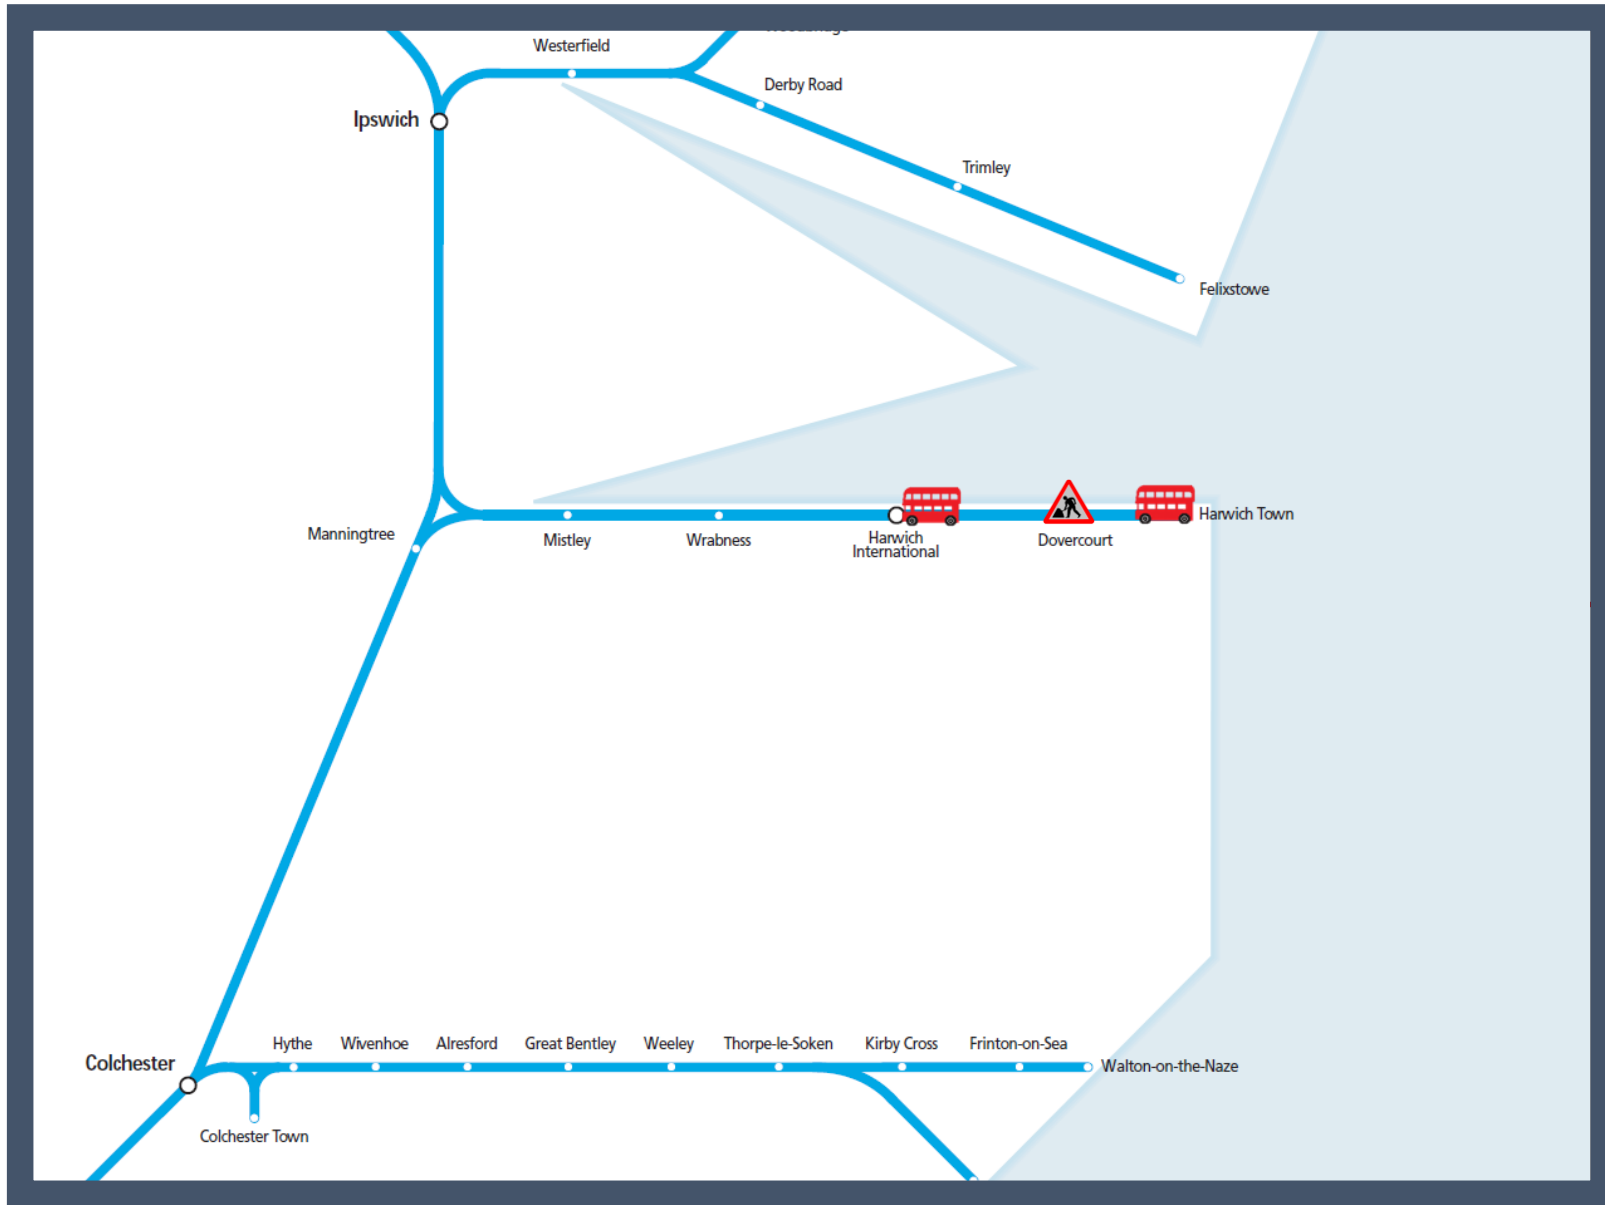 Westerfield
Derby Road
Ipswich
Trimley
Felixstowe
Harwich Town
Manningtree
Mistley
Wrabness
Harwich
International
Dovercourt
Hythe
Wivenhoe
Alresford
Great Bentley
Weeley
Thorpe-le-Soken
Kirby Cross
Frinton-on-Sea
Colchester
Walton-on-the-Naze
Colchester Town